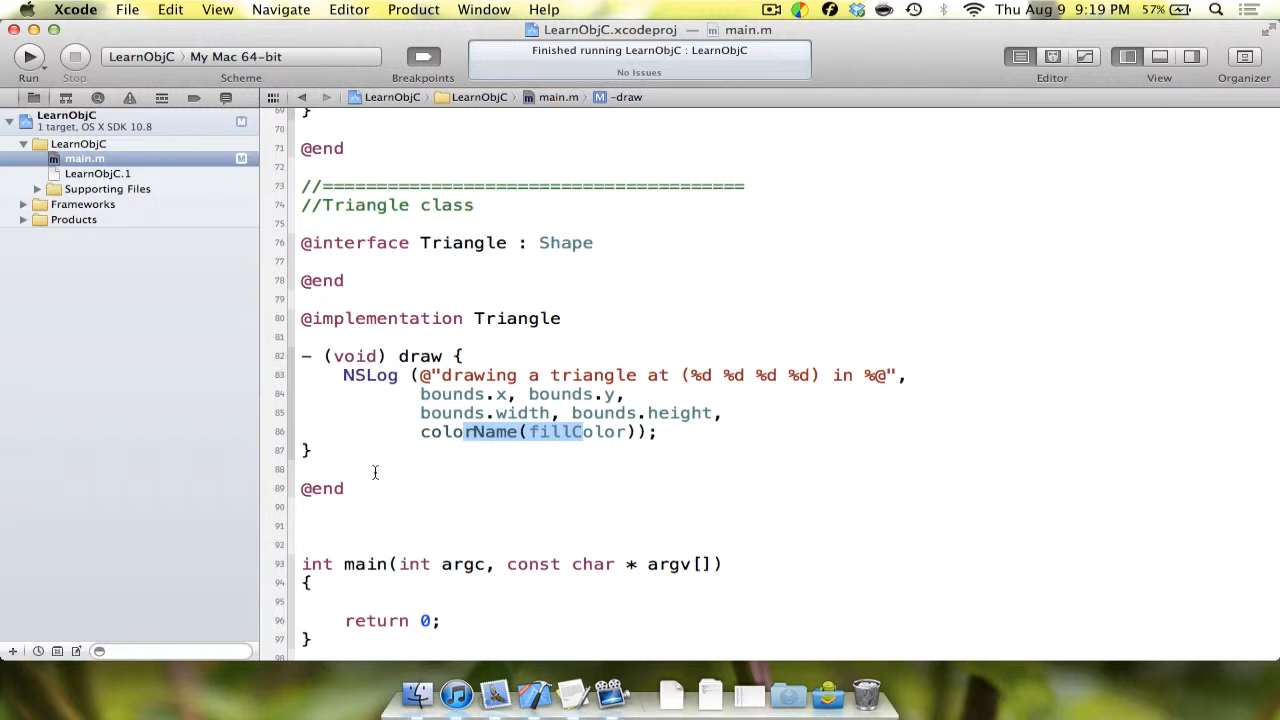 Xcode File Edit View Navigate Editor Product Window Help Thu Aug 9 9:19 PM 57%
LearnObjC.xcodeproj — main.m
LearnObjC My Mac 64-bit
Finished running LearnObjC : LearnObjC
No Issues
Run Stop Scheme Breakpoints Editor View Organizer
LearnObjC LearnObjC main.m M -draw
LearnObjC M
1 target, OS X SDK 10.8
LearnObjC
main.m M
LearnObjC.1
Supporting Files
Frameworks
Products
69 }
70
71 @end
72
73 //=======================================
74 //Triangle class
75
76 @interface Triangle : Shape
77
78 @end
79
80 @implementation Triangle
81
82 - (void) draw {
83 NSLog (@"drawing a triangle at (%d %d %d %d) in %@",
84 bounds.x, bounds.y,
85 bounds.width, bounds.height,
86 colorName(fillColor));
87 }
88
89 @end
90
91
92
93 int main(int argc, const char * argv[])
94 {
95
96 return 0;
97 }
98